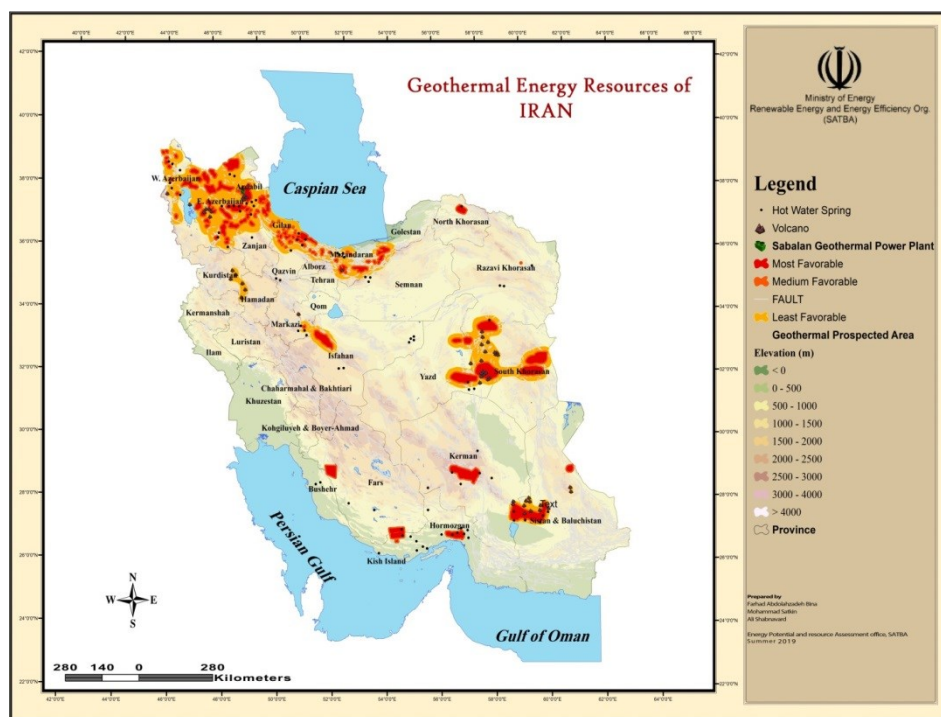 Geothermal Energy Resources of
IRAN
Caspian Sea
W. Azerbaijan
Ardabil
E. Azerbaijan
Gilan
Zanjan
Mazandaran
Golestan
North Khorasan
Kurdistan
Qazvin
Alborz
Tehran
Semnan
Razavi Khorasan
Hamadan
Qom
Kermanshah
Markazi
Luristan
Ilam
Isfahan
Yazd
South Khorasan
Chaharmahal & Bakhtiari
Khuzestan
Kohgiluyeh & Boyer-Ahmad
Kerman
Fars
Bushehr
Text
Sistan & Baluchistan
Hormozgan
Kish Island
Persian Gulf
Gulf of Oman
N
W
E
S
280 140 0 280
Kilometers
Ministry of Energy
Renewable Energy and Energy Efficiency Org.
(SATBA)
Legend
Hot Water Spring
Volcano
Sabalan Geothermal Power Plant
Most Favorable
Medium Favorable
FAULT
Least Favorable
Geothermal Prospected Area
Elevation (m)
< 0
0 - 500
500 - 1000
1000 - 1500
1500 - 2000
2000 - 2500
2500 - 3000
3000 - 4000
> 4000
Province
Prepared by
Farhad Abdolahzadeh Bina
Ali Shabnavard
Energy Potential and resource Assessment office, SATBA
Summer 2019